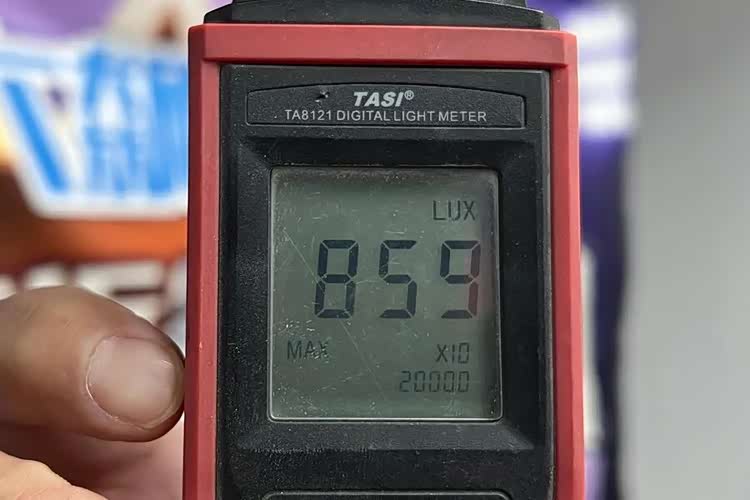 TASI®
TA8121 DIGITAL LIGHT METER
LUX
859
MAX X10
20000